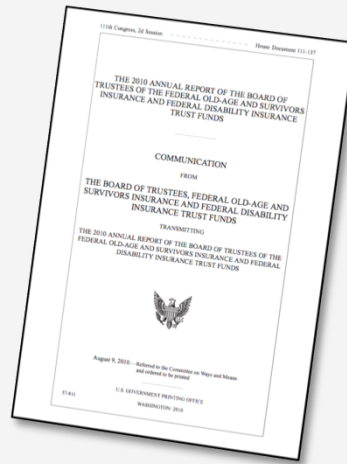 111th Congress, 2d Session - - - - - - - - - - - - - - House Document 111-137
THE 2010 ANNUAL REPORT OF THE BOARD OF
TRUSTEES OF THE FEDERAL OLD-AGE AND SURVIVORS
INSURANCE AND FEDERAL DISABILITY INSURANCE
TRUST FUNDS
COMMUNICATION
FROM
THE BOARD OF TRUSTEES, FEDERAL OLD-AGE AND
SURVIVORS INSURANCE AND FEDERAL DISABILITY
INSURANCE TRUST FUNDS
TRANSMITTING
THE 2010 ANNUAL REPORT OF THE BOARD OF TRUSTEES OF THE
FEDERAL OLD-AGE AND SURVIVORS INSURANCE AND FEDERAL
DISABILITY INSURANCE TRUST FUNDS
August 9, 2010.—Referred to the Committee on Ways and Means
and ordered to be printed
U.S. GOVERNMENT PRINTING OFFICE
WASHINGTON: 2010